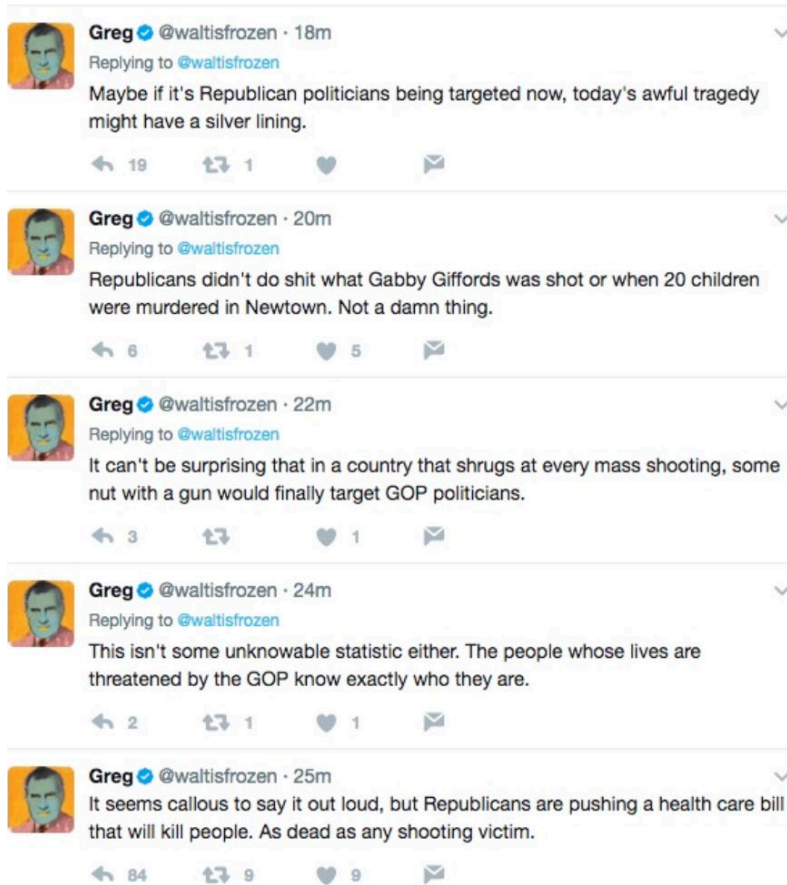 Greg @waltisfrozen · 18m
Replying to @waltisfrozen
Maybe if it's Republican politicians being targeted now, today's awful tragedy
might have a silver lining.
19 1
Greg @waltisfrozen · 20m
Replying to @waltisfrozen
Republicans didn't do shit what Gabby Giffords was shot or when 20 children
were murdered in Newtown. Not a damn thing.
6 1 5
Greg @waltisfrozen · 22m
Replying to @waltisfrozen
It can't be surprising that in a country that shrugs at every mass shooting, some
nut with a gun would finally target GOP politicians.
3 1
Greg @waltisfrozen · 24m
Replying to @waltisfrozen
This isn't some unknowable statistic either. The people whose lives are
threatened by the GOP know exactly who they are.
2 1 1
Greg @waltisfrozen · 25m
It seems callous to say it out loud, but Republicans are pushing a health care bill
that will kill people. As dead as any shooting victim.
84 9 9